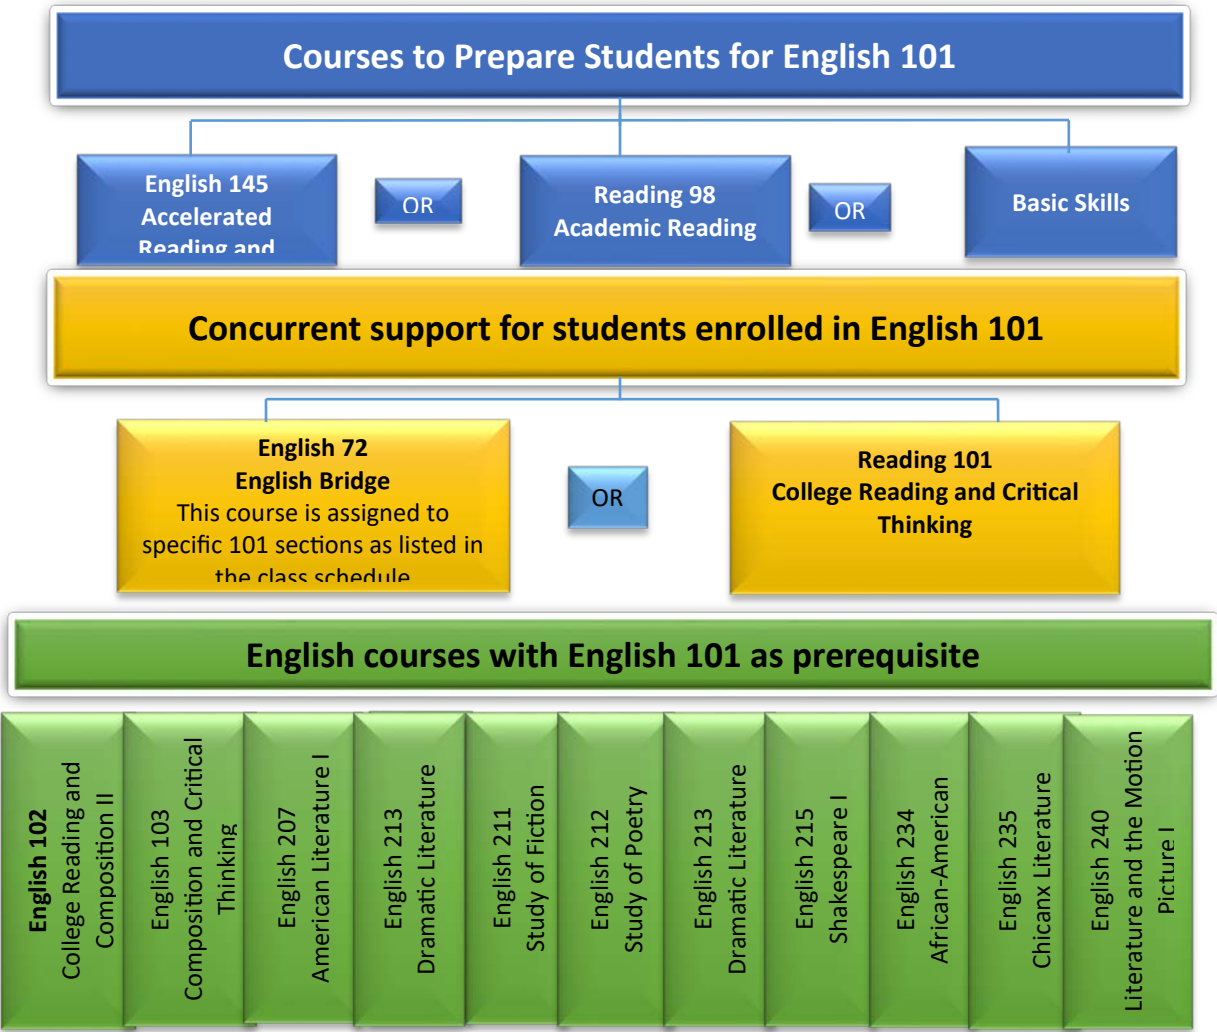 Courses to Prepare Students for English 101
English 145
Accelerated
Reading and
OR
Reading 98
Academic Reading
OR
Basic Skills
Concurrent support for students enrolled in English 101
English 72
English Bridge
This course is assigned to
specific 101 sections as listed in
the class schedule
OR
Reading 101
College Reading and Critical
Thinking
English courses with English 101 as prerequisite
English 102
College Reading and
Composition II
English 103
Composition and Critical
Thinking
English 207
American Literature I
English 213
Dramatic Literature
English 211
Study of Fiction
English 212
Study of Poetry
English 213
Dramatic Literature
English 215
Shakespeare I
English 234
African-American
English 235
Chicanx Literature
English 240
Literature and the Motion
Picture I